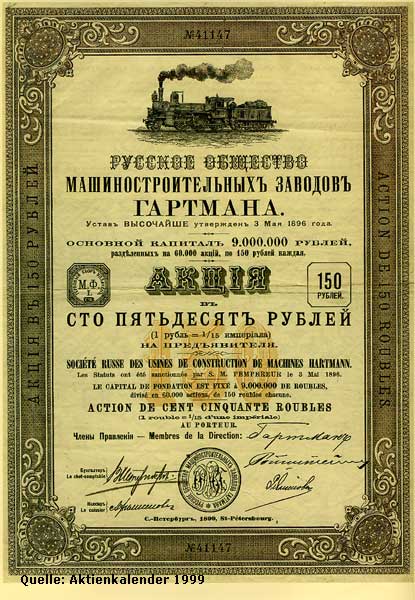 №41147
РУССКОЕ ОБЩЕСТВО
МАШИНОСТРОИТЕЛЬНЫХЪ ЗАВОДОВЪ
ГАРТМАНА.
Уставъ ВЫСОЧАЙШЕ утвержденъ 3 Мая 1896 года.
ОСНОВНОЙ КАПИТАЛЪ 9.000.000 РУБЛЕЙ,
раздѣленныхъ на 60.000 акцій, по 150 рублей каждая.
М.Ф.
АКЦІЯ
150
РУБЛЕЙ.
ВЪ
СТО ПЯТЬДЕСЯТЪ РУБЛЕЙ
(1 рубль = 1/15 имперіала)
НА ПРЕДЪЯВИТЕЛЯ.
SOCIÉTÉ RUSSE DES USINES DE CONSTRUCTION DE MACHINES HARTMANN.
Les Statuts ont été sanctionnés par S. M. l'EMPEREUR le 3 Mai 1896.
LE CAPITAL DE FONDATION EST FIXÉ À 9.000.000 DE ROUBLES,
divisé en 60.000 actions, de 150 roubles chacune.
ACTION DE CENT CINQUANTE ROUBLES
(1 rouble = 1/15 d'une impériale)
AU PORTEUR.
Члены Правленія — Membres de la Direction:
Бухгалтеръ
Le chef-comptable
Кассиръ
Le caissier
С.-Петербургъ, 1899, St-Pétersbourg.
№41147
АКЦІЯ ВЪ 150 РУБЛЕЙ.
ACTION DE 150 ROUBLES
Quelle: Aktienkalender 1999